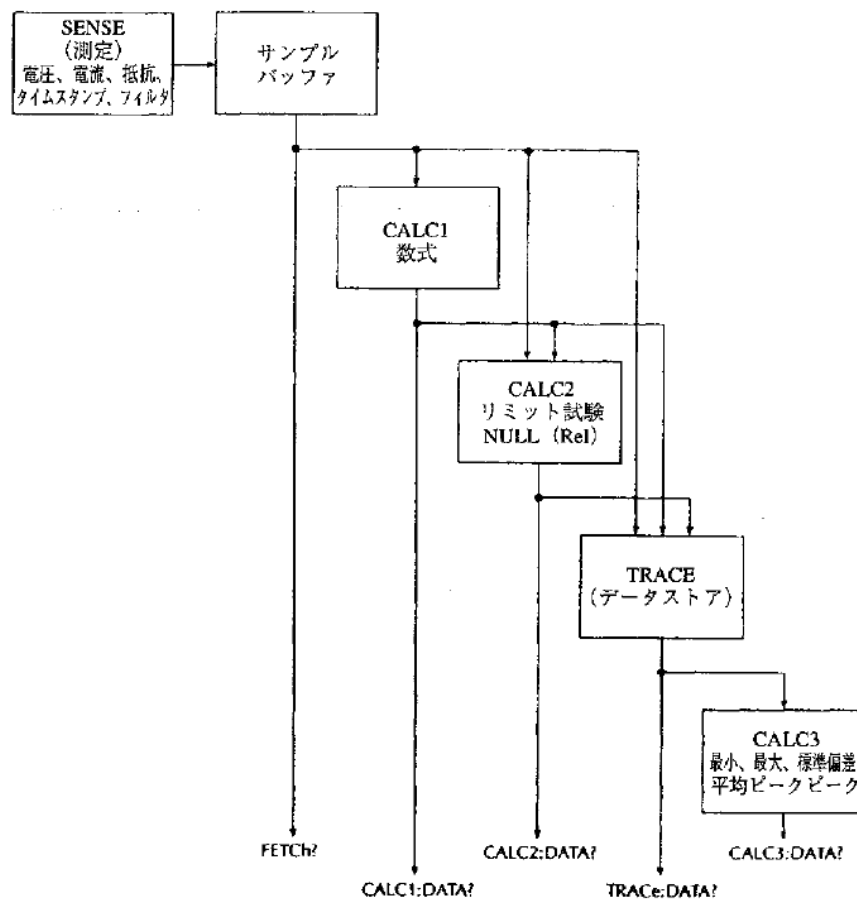 SENSE
(測定)
電圧、電流、抵抗、
タイムスタンプ、フィルタ
サンプル
バッファ
CALC1
数式
CALC2
リミット試験
NULL(Rel)
TRACE
(データストア)
CALC3
最小、最大、標準偏差
平均ピークピーク
FETCh?
CALC2:DATA?
CALC3:DATA?
CALC1:DATA?
TRACe:DATA?